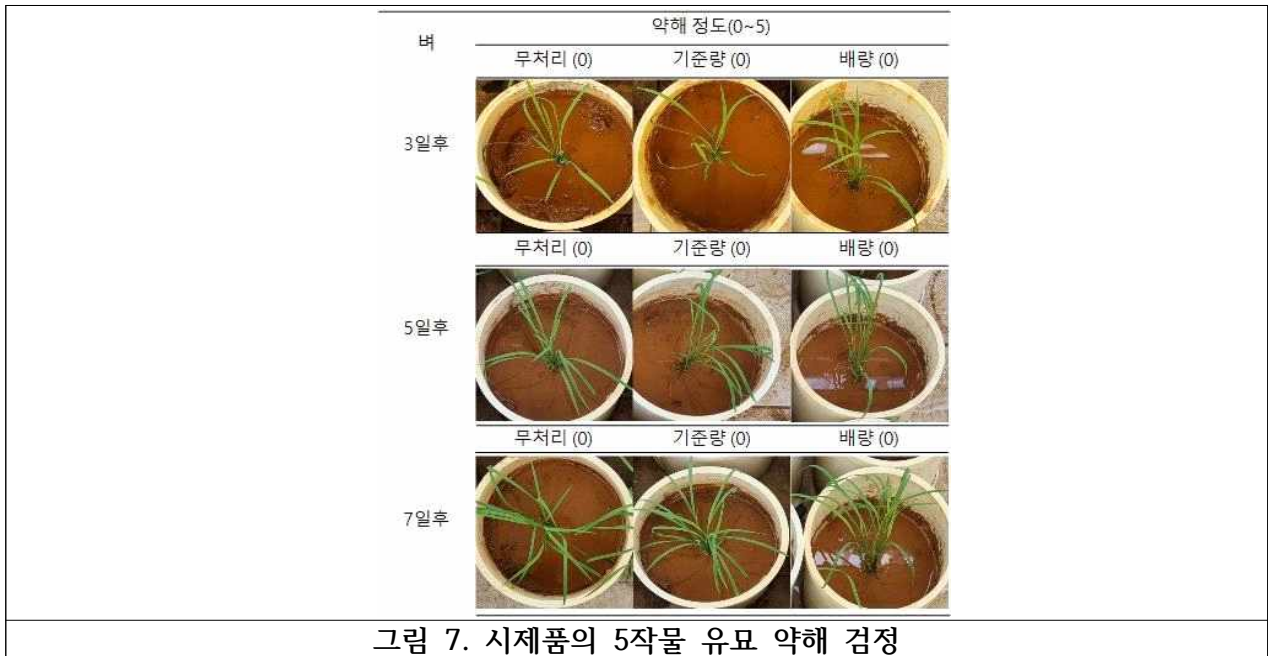 벼
약해 정도(0~5)
무처리 (0) 기준량 (0) 배량 (0)
3일후
무처리 (0) 기준량 (0) 배량 (0)
5일후
무처리 (0) 기준량 (0) 배량 (0)
7일후
그림 7. 시제품의 5작물 유묘 약해 검정